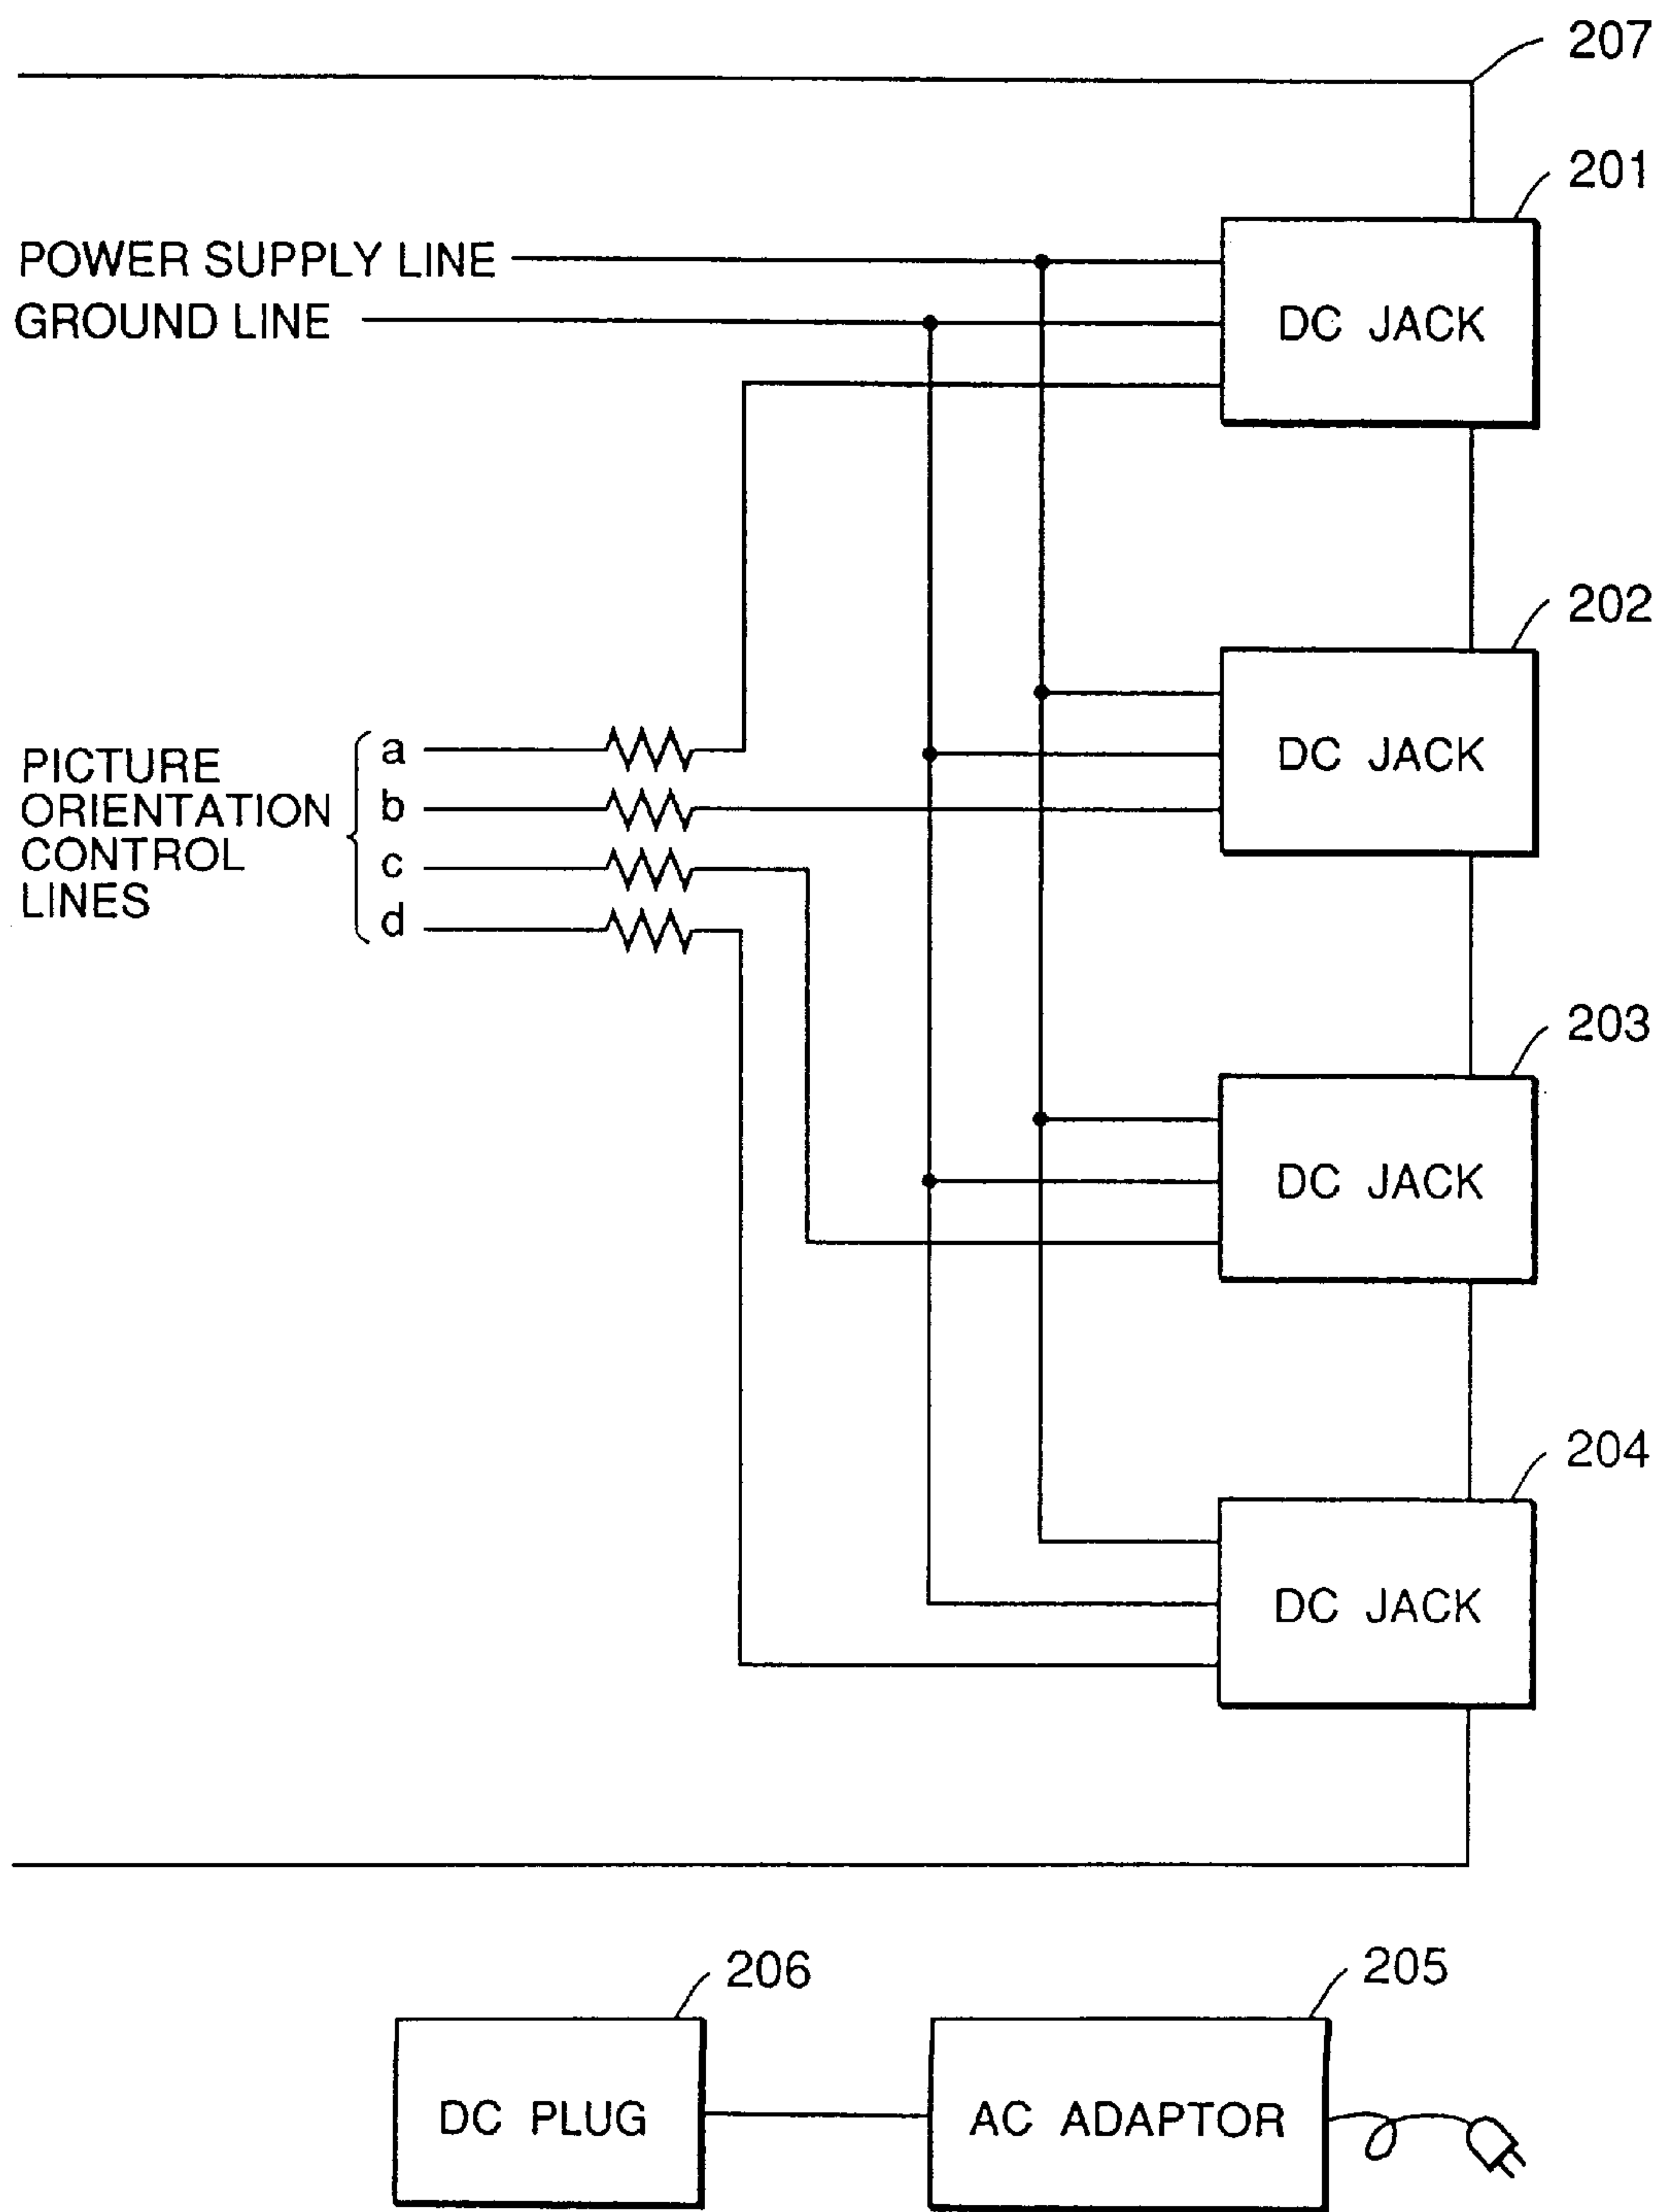 207
201
POWER SUPPLY LINE
GROUND LINE
DC JACK
202
DC JACK
PICTURE
ORIENTATION
CONTROL
LINES
a
b
c
d
203
DC JACK
204
DC JACK
206
205
DC PLUG
AC ADAPTOR